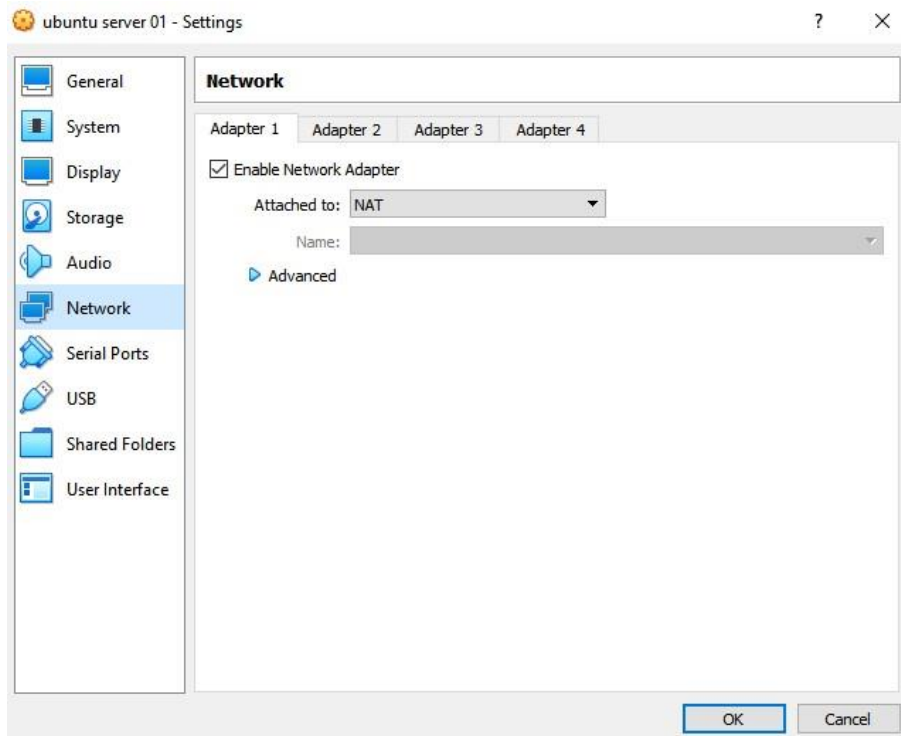 ubuntu server 01 - Settings
?
General
System
Display
Storage
Audio
Network
Serial Ports
USB
Shared Folders
User Interface
Network
Adapter 1
Adapter 2
Adapter 3
Adapter 4
Enable Network Adapter
Attached to: NAT
Name:
Advanced
OK
Cancel